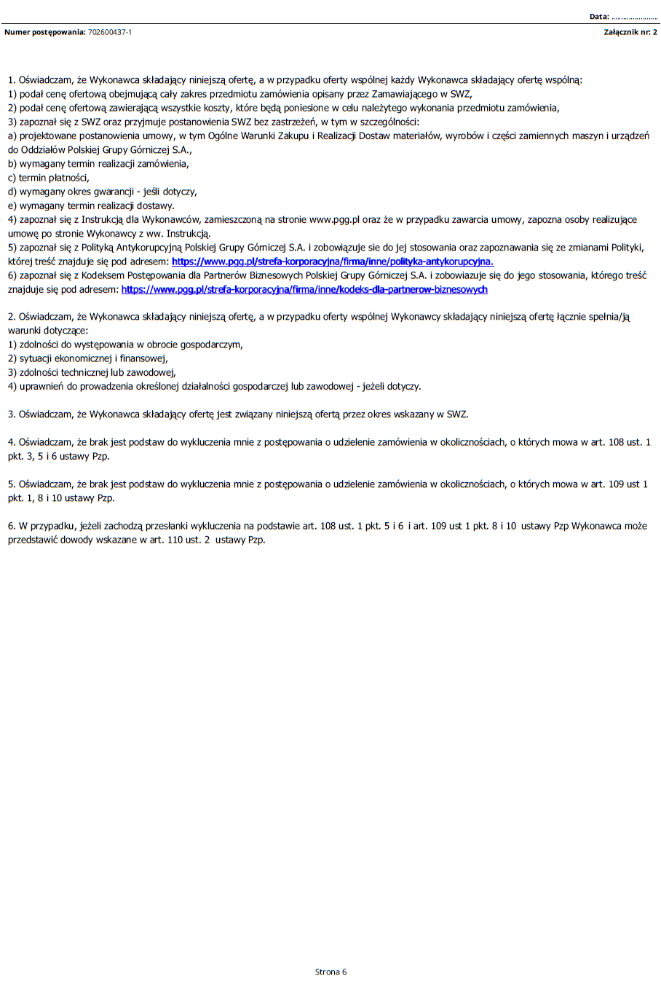 Data: ........................
Numer postępowania: 702600437-1 Załącznik nr: 2
1. Oświadczam, że Wykonawca składający niniejszą ofertę, a w przypadku oferty wspólnej każdy Wykonawca składający ofertę wspólną:
1) podał cenę ofertową obejmującą cały zakres przedmiotu zamówienia opisany przez Zamawiającego w SWZ,
2) podał cenę ofertową zawierającą wszystkie koszty, które będą poniesione w celu należytego wykonania przedmiotu zamówienia,
3) zapoznał się z SWZ oraz przyjmuje postanowienia SWZ bez zastrzeżeń, w tym w szczególności:
a) projektowane postanowienia umowy, w tym Ogólne Warunki Zakupu i Realizacji Dostaw materiałów, wyrobów i części zamiennych maszyn i urządzeń
do Oddziałów Polskiej Grupy Górniczej S.A.,
b) wymagany termin realizacji zamówienia,
c) termin płatności,
d) wymagany okres gwarancji - jeśli dotyczy,
e) wymagany termin realizacji dostawy.
4) zapoznał się z Instrukcją dla Wykonawców, zamieszczoną na stronie www.pgg.pl oraz że w przypadku zawarcia umowy, zapozna osoby realizujące
umowę po stronie Wykonawcy z ww. Instrukcją.
5) zapoznał się z Polityką Antykorupcyjną Polskiej Grupy Górniczej S.A. i zobowiązuje sie do jej stosowania oraz zapoznawania się ze zmianami Polityki,
której treść znajduje się pod adresem: https://www.pgg.pl/strefa-korporacyjna/firma/inne/polityka-antykorupcyjna.
6) zapoznał się z Kodeksem Postępowania dla Partnerów Biznesowych Polskiej Grupy Górniczej S.A. i zobowiazuje się do jego stosowania, którego treść
znajduje się pod adresem: https://www.pgg.pl/strefa-korporacyjna/firma/inne/kodeks-dla-partnerow-biznesowych
2. Oświadczam, że Wykonawca składający niniejszą ofertę, a w przypadku oferty wspólnej Wykonawcy składający niniejszą ofertę łącznie spełnia/ją
warunki dotyczące:
1) zdolności do występowania w obrocie gospodarczym,
2) sytuacji ekonomicznej i finansowej,
3) zdolności technicznej lub zawodowej,
4) uprawnień do prowadzenia określonej działalności gospodarczej lub zawodowej - jeżeli dotyczy.
3. Oświadczam, że Wykonawca składający ofertę jest związany niniejszą ofertą przez okres wskazany w SWZ.
4. Oświadczam, że brak jest podstaw do wykluczenia mnie z postępowania o udzielenie zamówienia w okolicznościach, o których mowa w art. 108 ust. 1
pkt. 3, 5 i 6 ustawy Pzp.
5. Oświadczam, że brak jest podstaw do wykluczenia mnie z postępowania o udzielenie zamówienia w okolicznościach, o których mowa w art. 109 ust 1
pkt. 1, 8 i 10 ustawy Pzp.
6. W przypadku, jeżeli zachodzą przesłanki wykluczenia na podstawie art. 108 ust. 1 pkt. 5 i 6 i art. 109 ust 1 pkt. 8 i 10 ustawy Pzp Wykonawca może
przedstawić dowody wskazane w art. 110 ust. 2 ustawy Pzp.
Strona 6